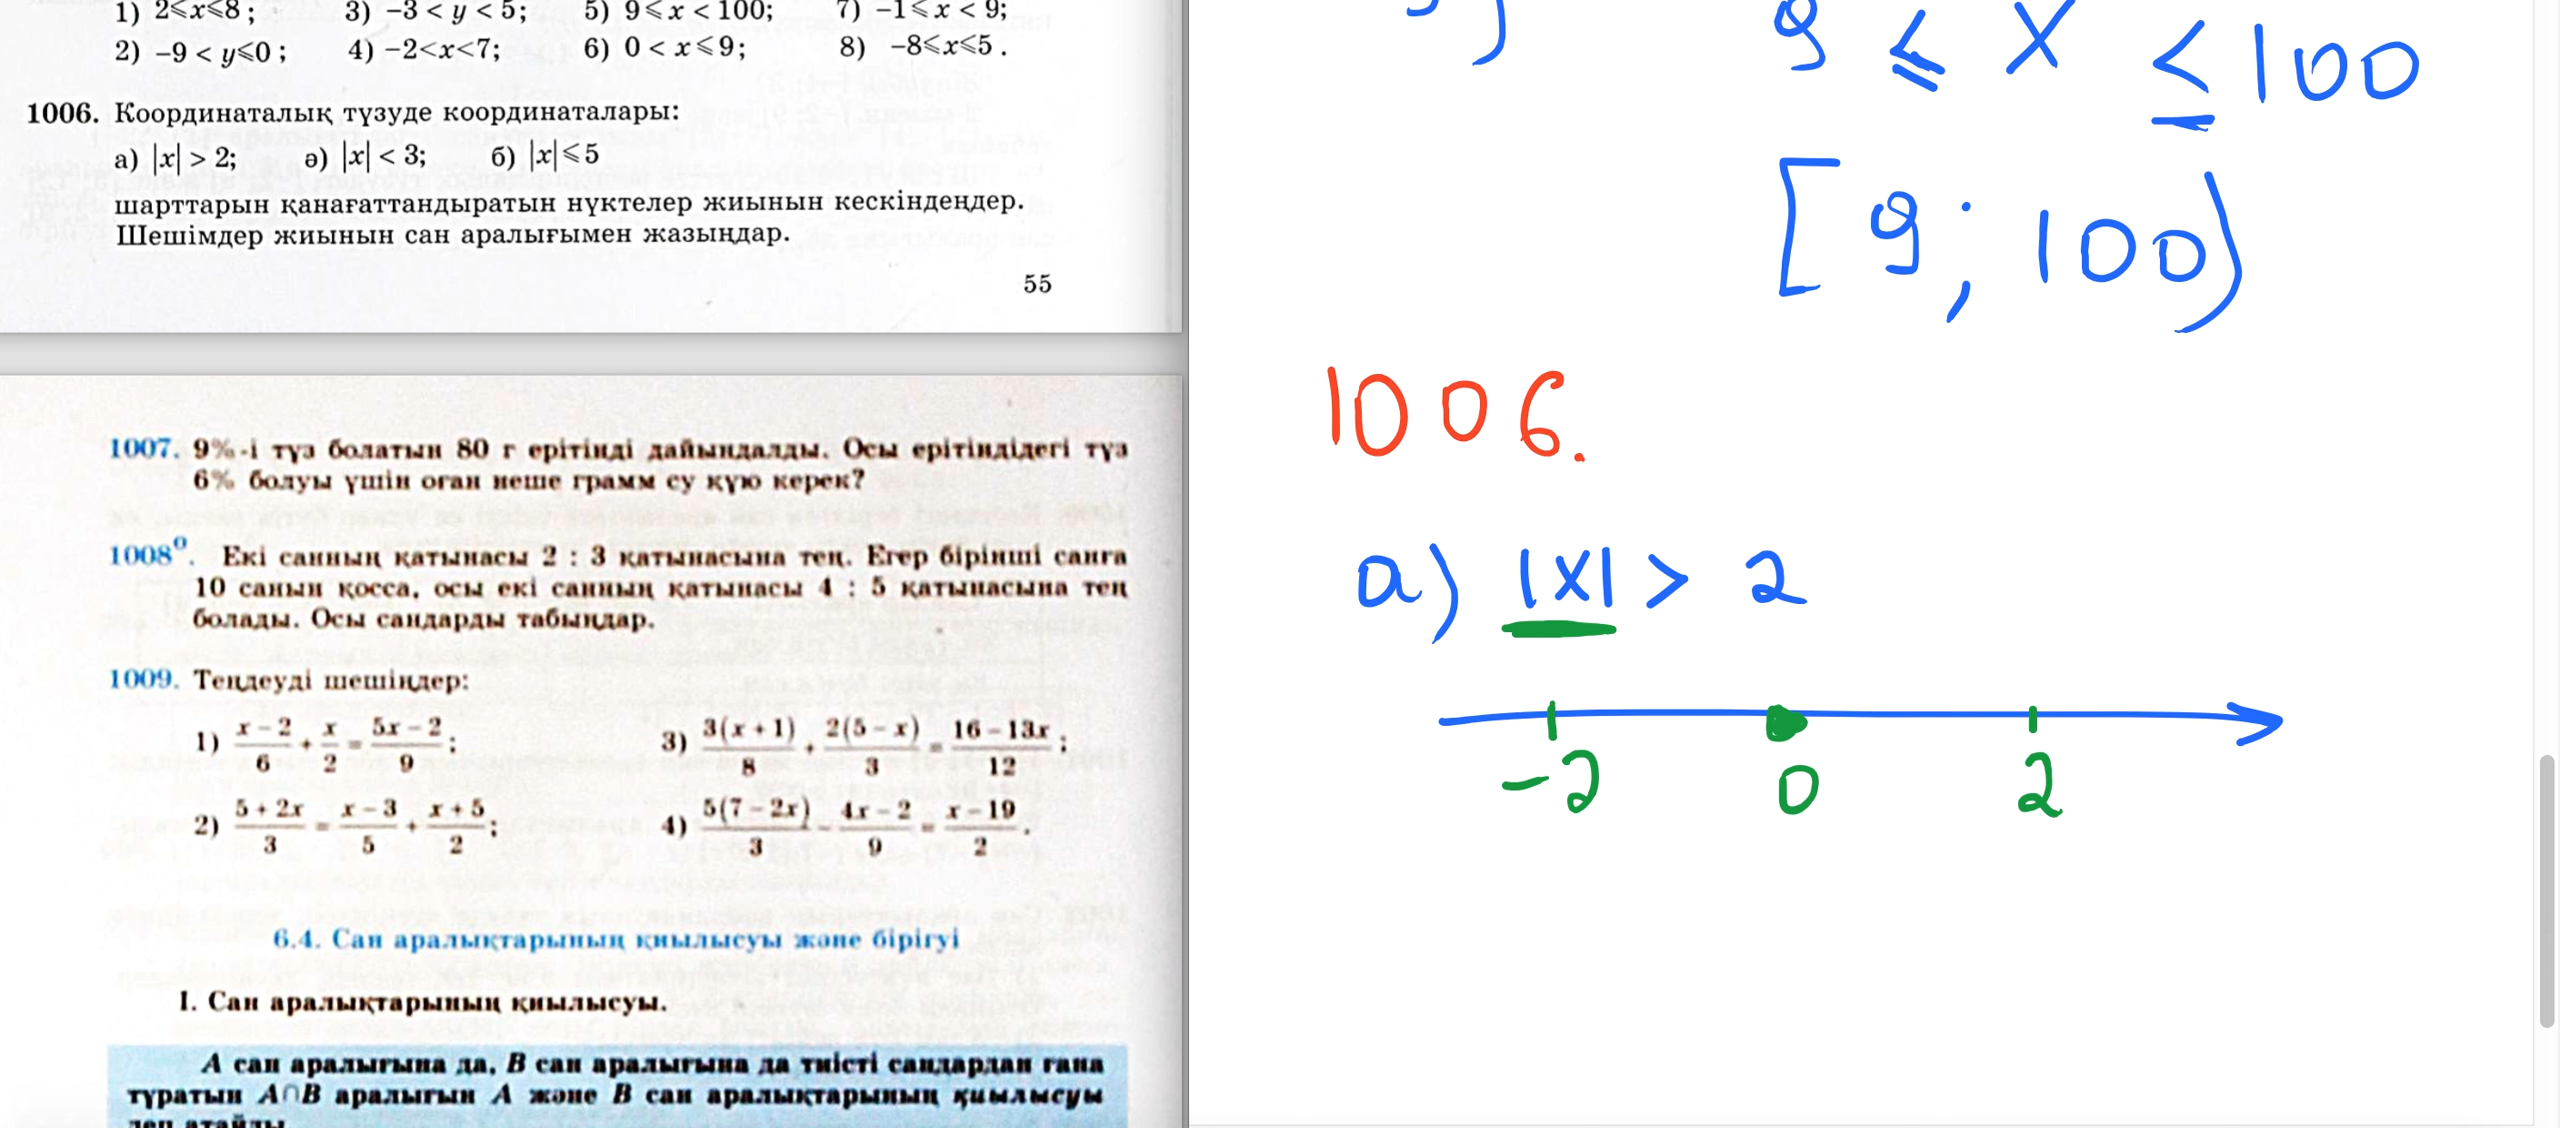 1) 2⩽x⩽8; 3) −3 < y < 5; 5) 9⩽x < 100; 7) −1⩽x < 9;
2) −9 < y⩽0; 4) −2<x<7; 6) 0 < x⩽9; 8) −8⩽x⩽5.
1006. Координаталық түзуде координаталары:
а) |x| > 2; ә) |x| < 3; б) |x|⩽5
шарттарын қанағаттандыратын нүктелер жиынын кескіндеңдер.
Шешімдер жиынын сан аралығымен жазыңдар.
55
1007. 9%-і тұз болатын 80 г ерітінді дайындалды. Осы ерітіндідегі тұз
6% болуы үшін оған неше грамм су құю керек?
1008⁰. Екі санның қатынасы 2 : 3 қатынасына тең. Егер бірінші санға
10 санын қосса, осы екі санның қатынасы 4 : 5 қатынасына тең
болады. Осы сандарды табыңдар.
1009. Теңдеуді шешіңдер:
1) (x − 2)/6 + x/2 = (5x − 2)/9; 3) 3(x + 1)/8 + 2(5 − x)/3 = (16 − 13x)/12;
2) (5 + 2x)/3 = (x − 3)/5 + (x + 5)/2; 4) 5(7 − 2x)/3 − (4x − 2)/9 = (x − 19)/2.
6.4. Сан аралықтарының қиылысуы және бірігуі
I. Сан аралықтарының қиылысуы.
A сан аралығына да, B сан аралығына да тиісті сандардан ғана
тұратын A∩B аралығын A және B сан аралықтарының қиылысуы
деп атайды.
9 ≤ x < 100
[9; 100)
1006.
а) |x| > 2
−2 0 2